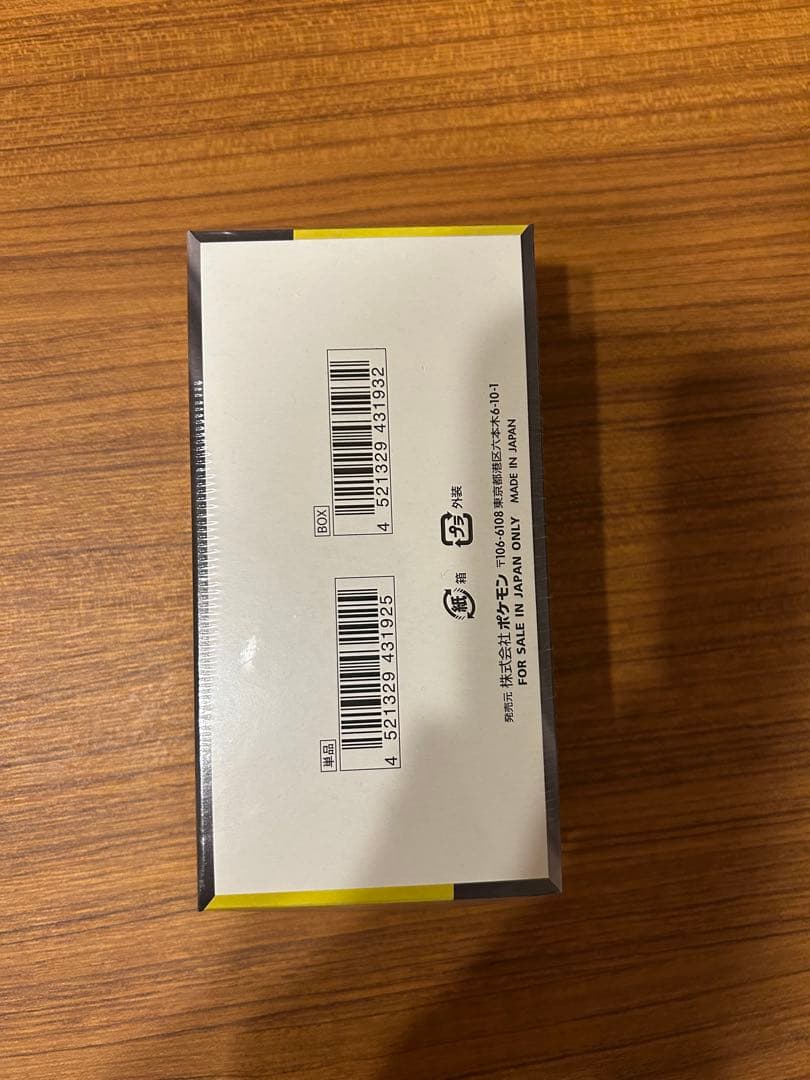 単品
4 521329 431925
BOX
4 521329 431932
紙 箱
プラ 外装
発売元 株式会社 ポケモン 〒106-6108 東京都港区六本木6-10-1
FOR SALE IN JAPAN ONLY MADE IN JAPAN